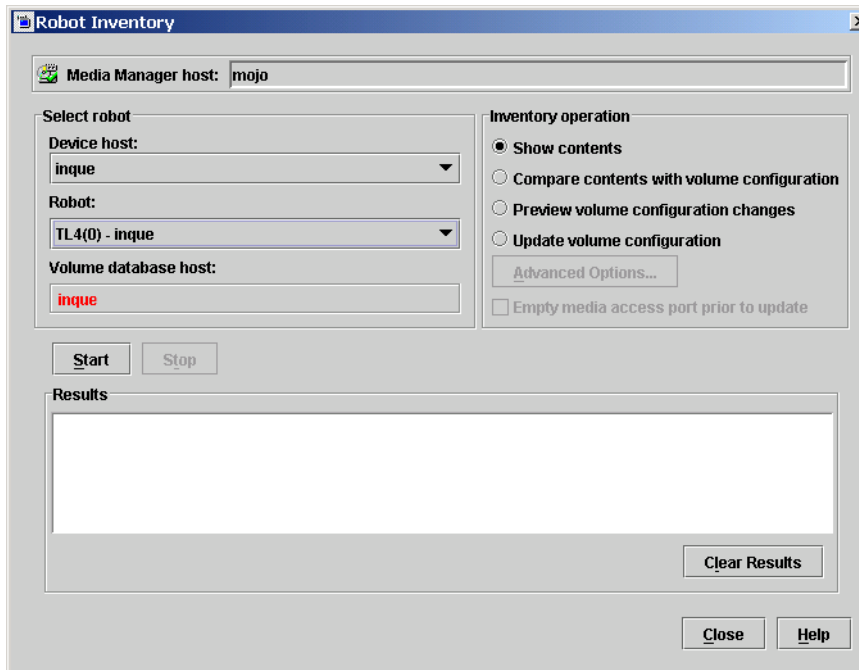 Robot Inventory
Media Manager host: mojo
Select robot
Device host:
inque
Robot:
TL4(0) - inque
Volume database host:
inque
Inventory operation
Show contents
Compare contents with volume configuration
Preview volume configuration changes
Update volume configuration
Advanced Options...
Empty media access port prior to update
Start
Stop
Results
Clear Results
Close
Help